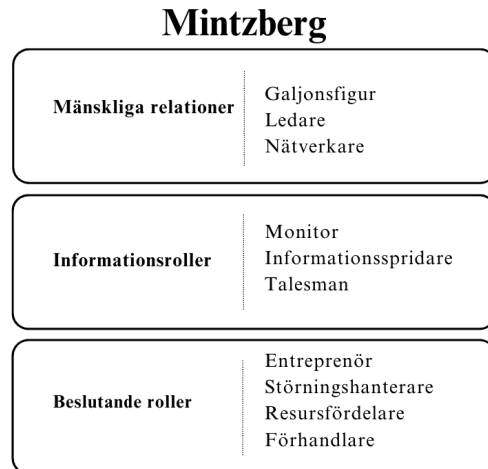 Mintzberg
Mänskliga relationer
Galjonsfigur
Ledare
Nätverkare
Informationsroller
Monitor
Informationsspridare
Talesman
Beslutande roller
Entreprenör
Störningshanterare
Resursfördelare
Förhandlare